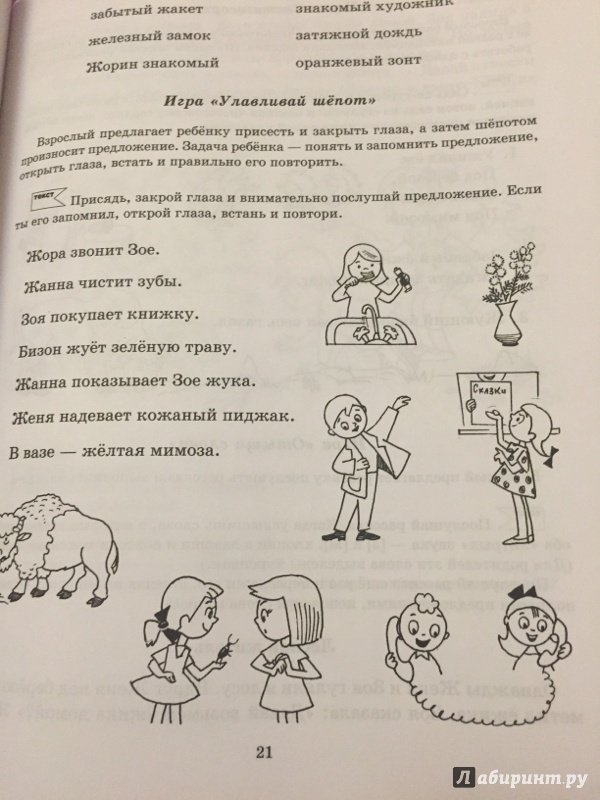 забытый жакет знакомый художник
железный замок затяжной дождь
Жорин знакомый оранжевый зонт
Игра «Улавливай шёпот»
Взрослый предлагает ребёнку присесть и закрыть глаза, а затем шёпотом
произносит предложение. Задача ребёнка — понять и запомнить предложение,
открыть глаза, встать и правильно его повторить.
ТЕКСТ Присядь, закрой глаза и внимательно послушай предложение. Если
ты его запомнил, открой глаза, встань и повтори.
Жора звонит Зое.
Жанна чистит зубы.
Зоя покупает книжку.
Бизон жуёт зелёную траву.
Жанна показывает Зое жука.
Женя надевает кожаный пиджак.
В вазе — жёлтая мимоза.
Сказки
21
Лабиринт.ру